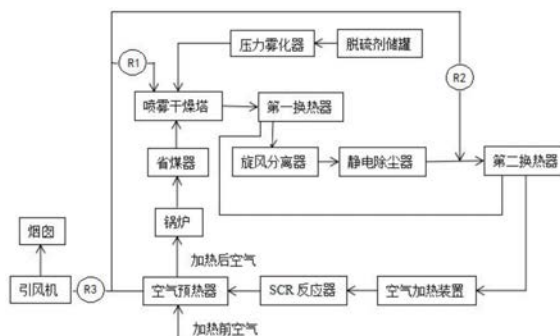 压力雾化器
脱硫剂储罐
R1
R2
喷雾干燥塔
第一换热器
省煤器
旋风分离器
静电除尘器
第二换热器
锅炉
烟囱
加热后空气
引风机
R3
空气预热器
SCR 反应器
空气加热装置
加热前空气